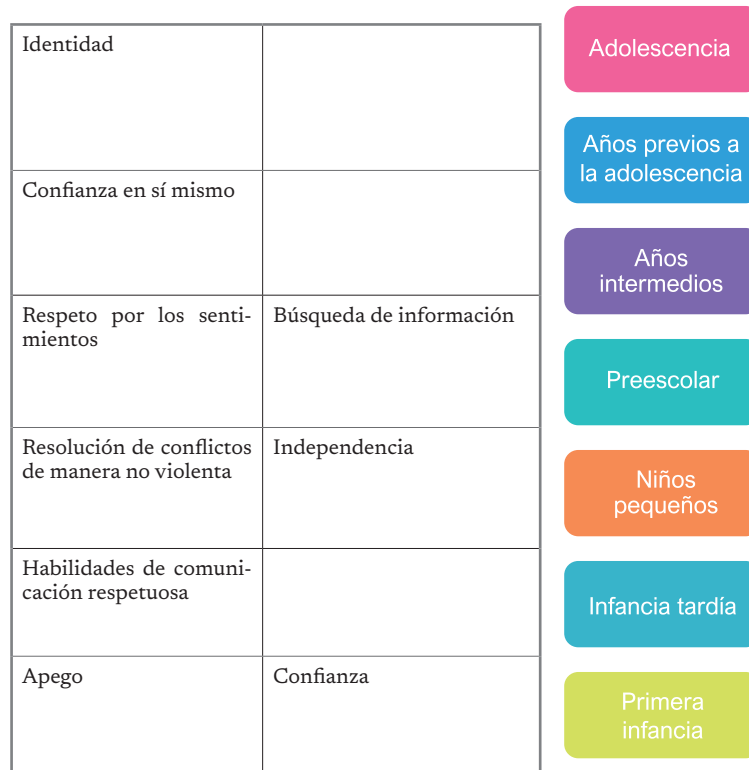 Identidad
Confianza en sí mismo
Respeto por los senti-
mientos
Búsqueda de información
Resolución de conflictos
de manera no violenta
Independencia
Habilidades de comuni-
cación respetuosa
Apego
Confianza
Adolescencia
Años previos a
la adolescencia
Años
intermedios
Preescolar
Niños
pequeños
Infancia tardía
Primera
infancia